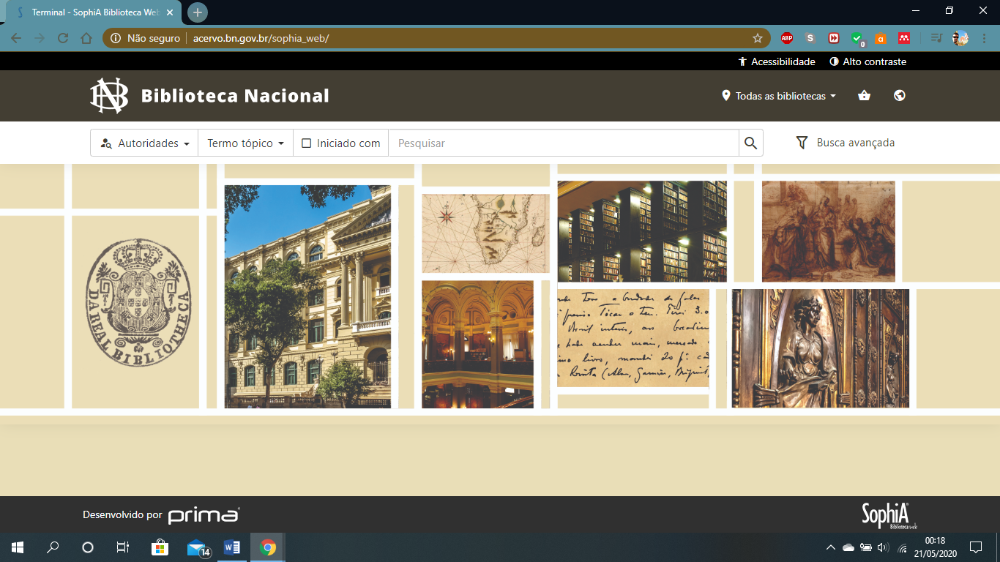 Terminal - SophiA Biblioteca Web
Não seguro acervo.bn.gov.br/sophia_web/
ABP S 0 a
Acessibilidade Alto contraste
BN Biblioteca Nacional Todas as bibliotecas
Autoridades Termo tópico Iniciado com Pesquisar Busca avançada
DA REAL BIBLIOTHECA
Desenvolvido por prima
SophiA
Biblioteca web
14 W
00:18
21/05/2020